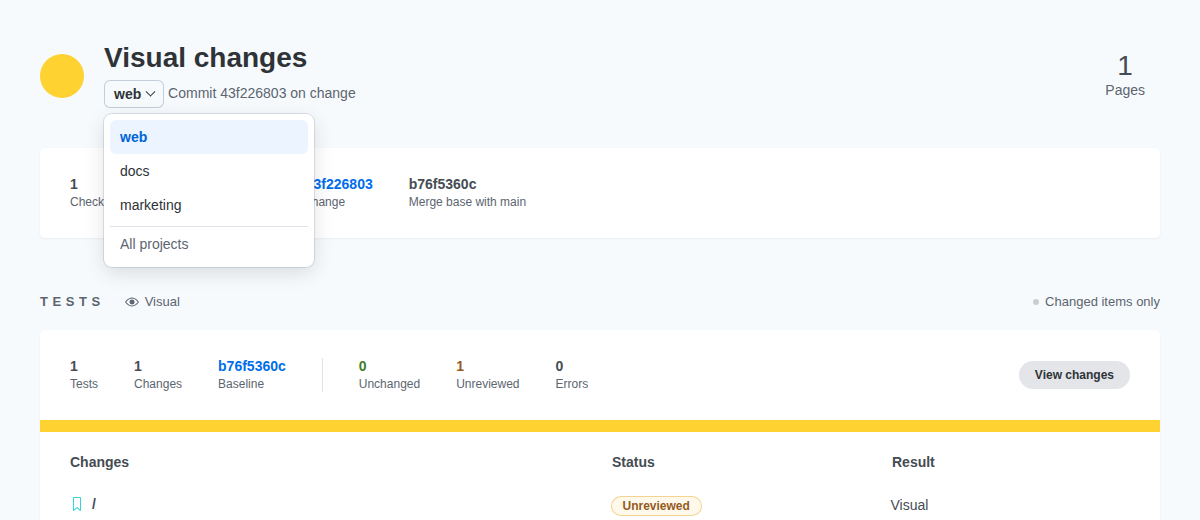 Visual changes
web
Commit 43f226803 on change
1
Pages
web
docs
marketing
All projects
1
Check
3f226803
hange
b76f5360c
Merge base with main
TESTS
Visual
Changed items only
1
Tests
1
Changes
b76f5360c
Baseline
0
Unchanged
1
Unreviewed
0
Errors
View changes
Changes
Status
Result
/
Unreviewed
Visual